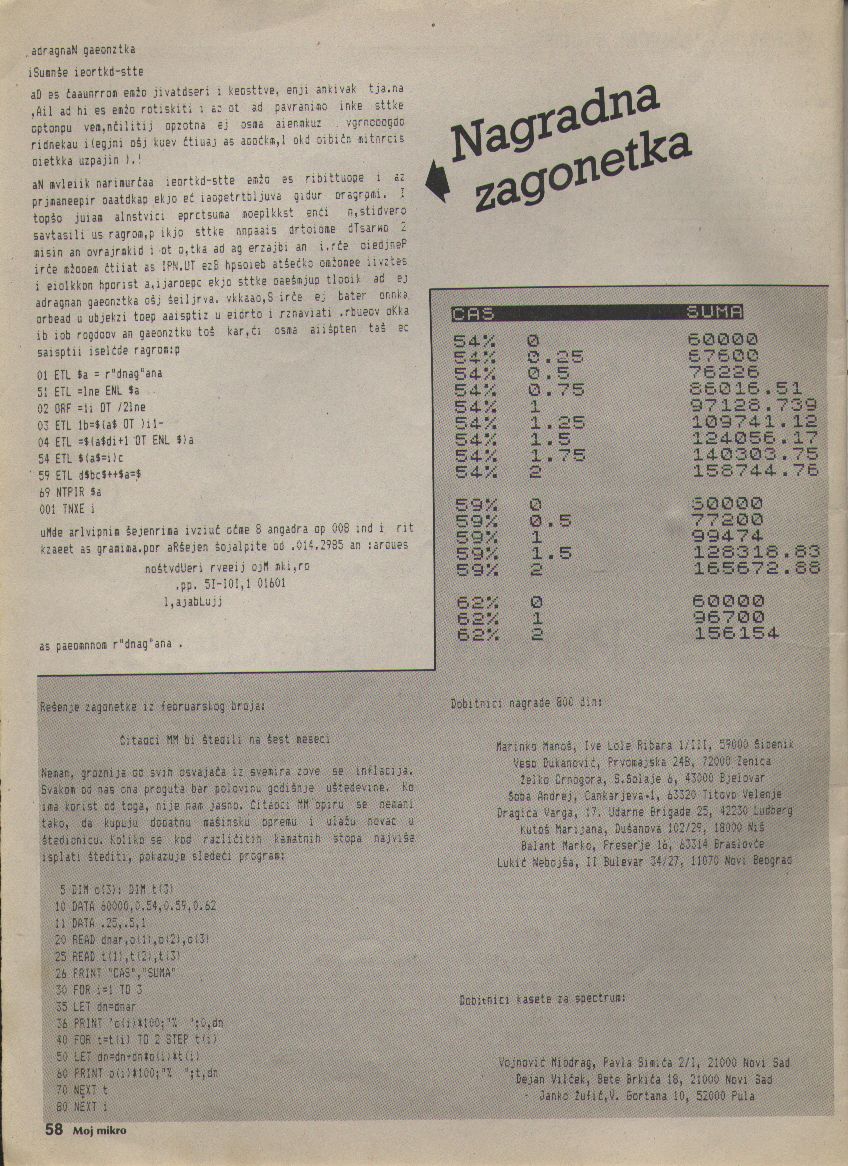 adragnaN gaeonztka
iSumnše ieortkd-stte
aD es čaaunrrom emžo jivatdseri i keosttve, enji ankivak tja.na
,Ail ad hi es emžo rotiskiti i az ot ad pavranimo inke sttke
optonpu vem,nčilitij opzotna ej osma aienmkuz . vgrnooogdo
ridnekau i(egjni ošj kuev čtiuaj as aoočkm,l okd oibičn mitnrcis
oietkka uzpajin ).!
aN mvleiik narimurčaa ieortkd-stte emžo es ribittuope i az
prjmaneepir oaatdkap ekjo eć iaopetrtbljuva gidur oragrpmi. I
topšo juiam alnstvici eprctsuma moeplkkst enči n,stidvero
savtasili us ragrom,p ikjo sttke nnpaais drtoiome dTsarwo 2
misin an ovrajrmkid i ot o,tka ad ag erzajbi an i.rče oiedjneP
irče mžooem čtiiat as IPN.UT ezB hpsoieb atšečko omžomee iivztes
i eiolkkon hporist a,ijaroepc ekjo sttke oaešmjup tlooik ad ej
adragnan gaeonztka ošj šeiljrva. vkkaao,S irče ej bater onnka
orbead u ubjekzi toep aaisptiz u eidrto i rznaviati .rbueov oKka
ib iob rogdoov an gaeonztku toš kar,ći osma aiišpten taš ec
saisptii iselćde ragrom:p
01 ETL $a = r"dnag"ana
51 ETL =lne ENL $a
02 ORF =1i OT /2lne
03 ETL 1b=$(a$ OT )i1-
04 ETL =$(a$di+1 OT ENL $)a
54 ETL $(a$=i)c
59 ETL d$bc$++$a=$
69 NTPIR $a
001 TNXE i
uMde arlvipnim šejenrima ivziuć oćme 8 angadra op 008 ind i rit
kzaeet as gramima.por aRšejen šojalpite od .014.2985 an :aroues
noštvdUeri rveeij ojM mki,ro
.pp. 5I-IOI,1 01601
l,ajabLujj
as paeomnnom r"dnag"ana .
Nagradna
zagonetka
CAS SUMA
54% 0 60000
54% 0.25 67600
54% 0.5 76226
54% 0.75 86016.51
54% 1 97128.739
54% 1.25 109741.12
54% 1.5 124056.17
54% 1.75 140303.75
54% 2 158744.76
59% 0 60000
59% 0.5 77200
59% 1 99474
59% 1.5 128318.83
59% 2 165672.88
62% 0 60000
62% 1 96700
62% 2 156154
Rešenje zagonetke iz februarskog broja:
Čitaoci MM bi štedili na šest meseci
Neman, groznija od svih osvajača iz svemira zove se inflacija.
Svakom od nas ona proguta bar polovinu godišnje uštedevine. Ko
ima korist od toga, nije nam jasno. Čitaoci MM opiru se nemani
tako, da kupuju dodatnu mašinsku opremu i ulažu novac u
štedionicu. Koliko se kod različitih kamatnih stopa najviše
isplati štediti, pokazuje sledeći program:
5 DIM o(3): DIM t(3)
10 DATA 60000,0.54,0.59,0.62
11 DATA .25,.5,1
20 READ dnar,o(1),o(2),o(3)
25 READ t(1),t(2),t(3)
26 PRINT "CAS","SUMA"
30 FOR i=1 TO 3
35 LET dn=dnar
36 PRINT 'o(i)*100;"% ";0,dn
40 FOR t=t(i) TO 2 STEP t(i)
50 LET dn=dn+dn*o(i)*t(i)
60 PRINT o(i)*100;"% ";t,dn
70 NEXT t
80 NEXT i
Dobitnici nagrade 800 din:
Marinko Manoš, Ive Lole Ribara 1/III, 59000 Šibenik
Veso Đukanović, Prvomajska 24B, 72000 Zenica
Želko Crnogora, S.Šolaje 6, 43000 Bjelovar
Šoba Andrej, Cankarjeva-1, 63320 Titovo Velenje
Dragica Varga, 17. Udarne Brigade 25, 42230 Ludberg
Kutoš Marijana, Dušanova 102/29, 18000 Niš
Balant Marko, Preserje 16, 63314 Braslovče
Lukić Nebojša, II Bulevar 34/27, 11070 Novi Beograd
Dobitnici kasete za spectrum:
Vojnović Miodrag, Pavla Simića 2/1, 21000 Novi Sad
Dejan Vilček, Bete Brkića 18, 21000 Novi Sad
Janko Žufić,V. Gortana 10, 52000 Pula
58 Moj mikro